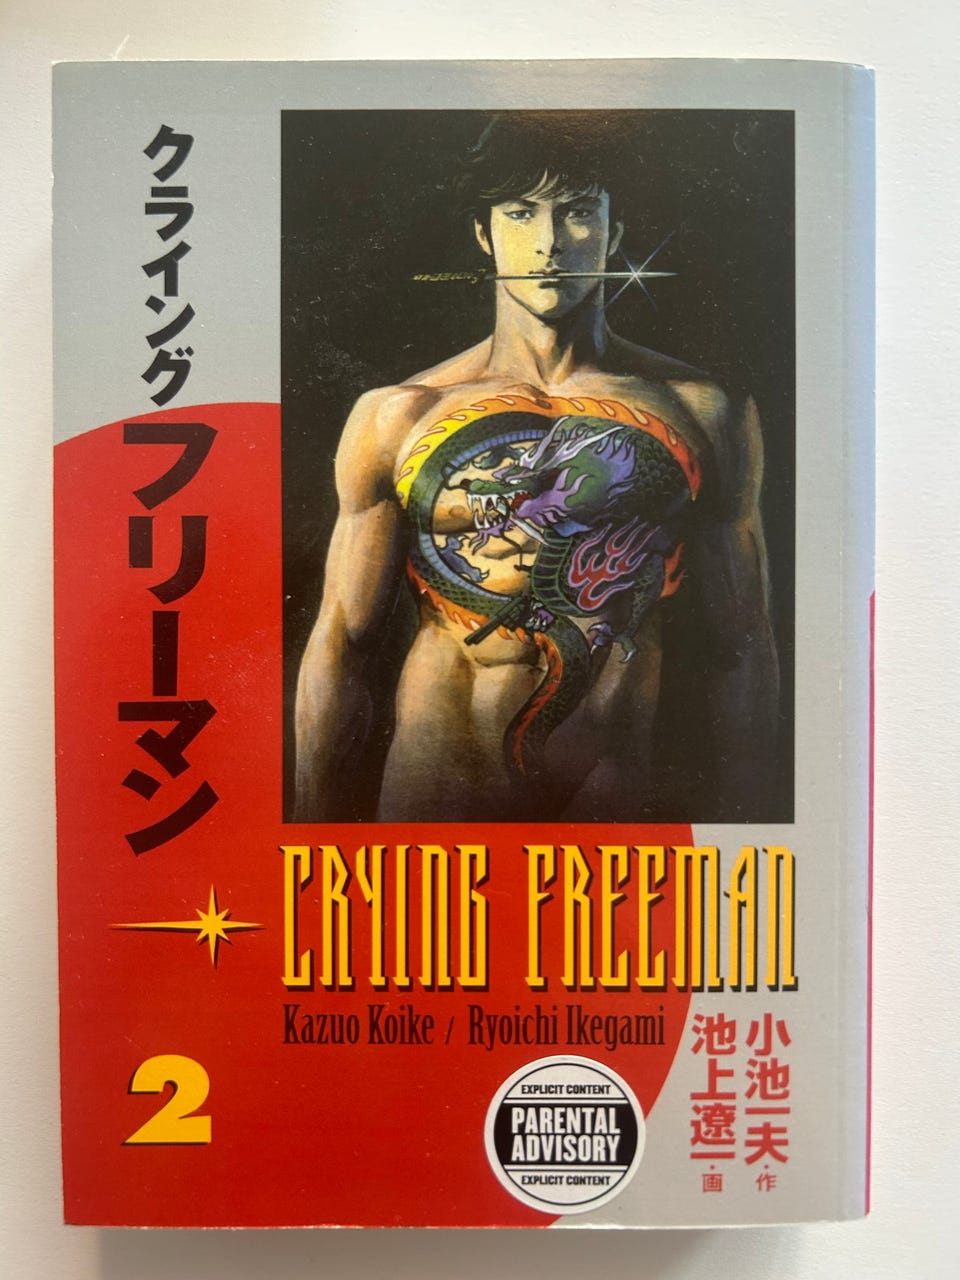 クライングフリーマン
CRYING FREEMAN
Kazuo Koike / Ryoichi Ikegami
小池一夫・作
池上遼一・画
2
EXPLICIT CONTENT
PARENTAL
ADVISORY
EXPLICIT CONTENT